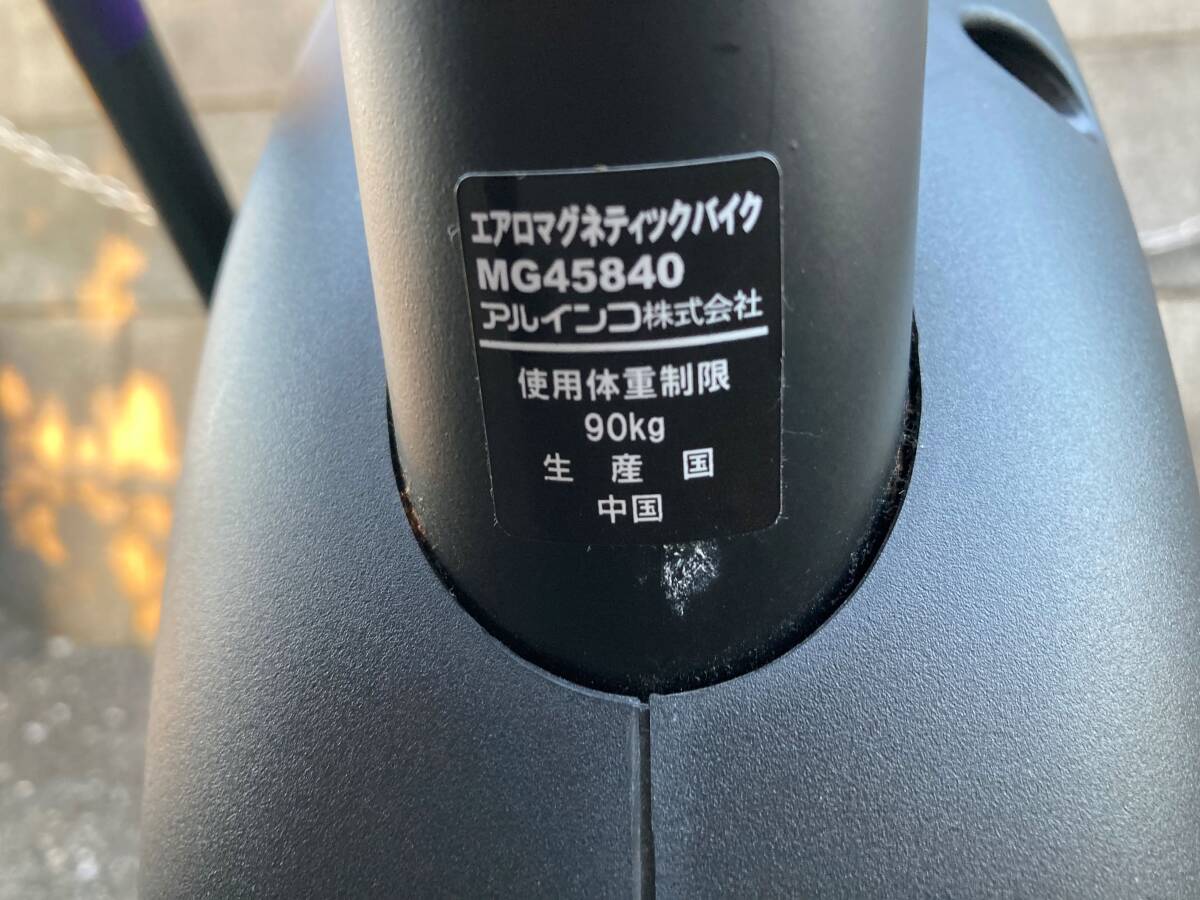 エアロマグネティックバイク
MG45840
アルインコ株式会社
使用体重制限
90kg
生産国
中国